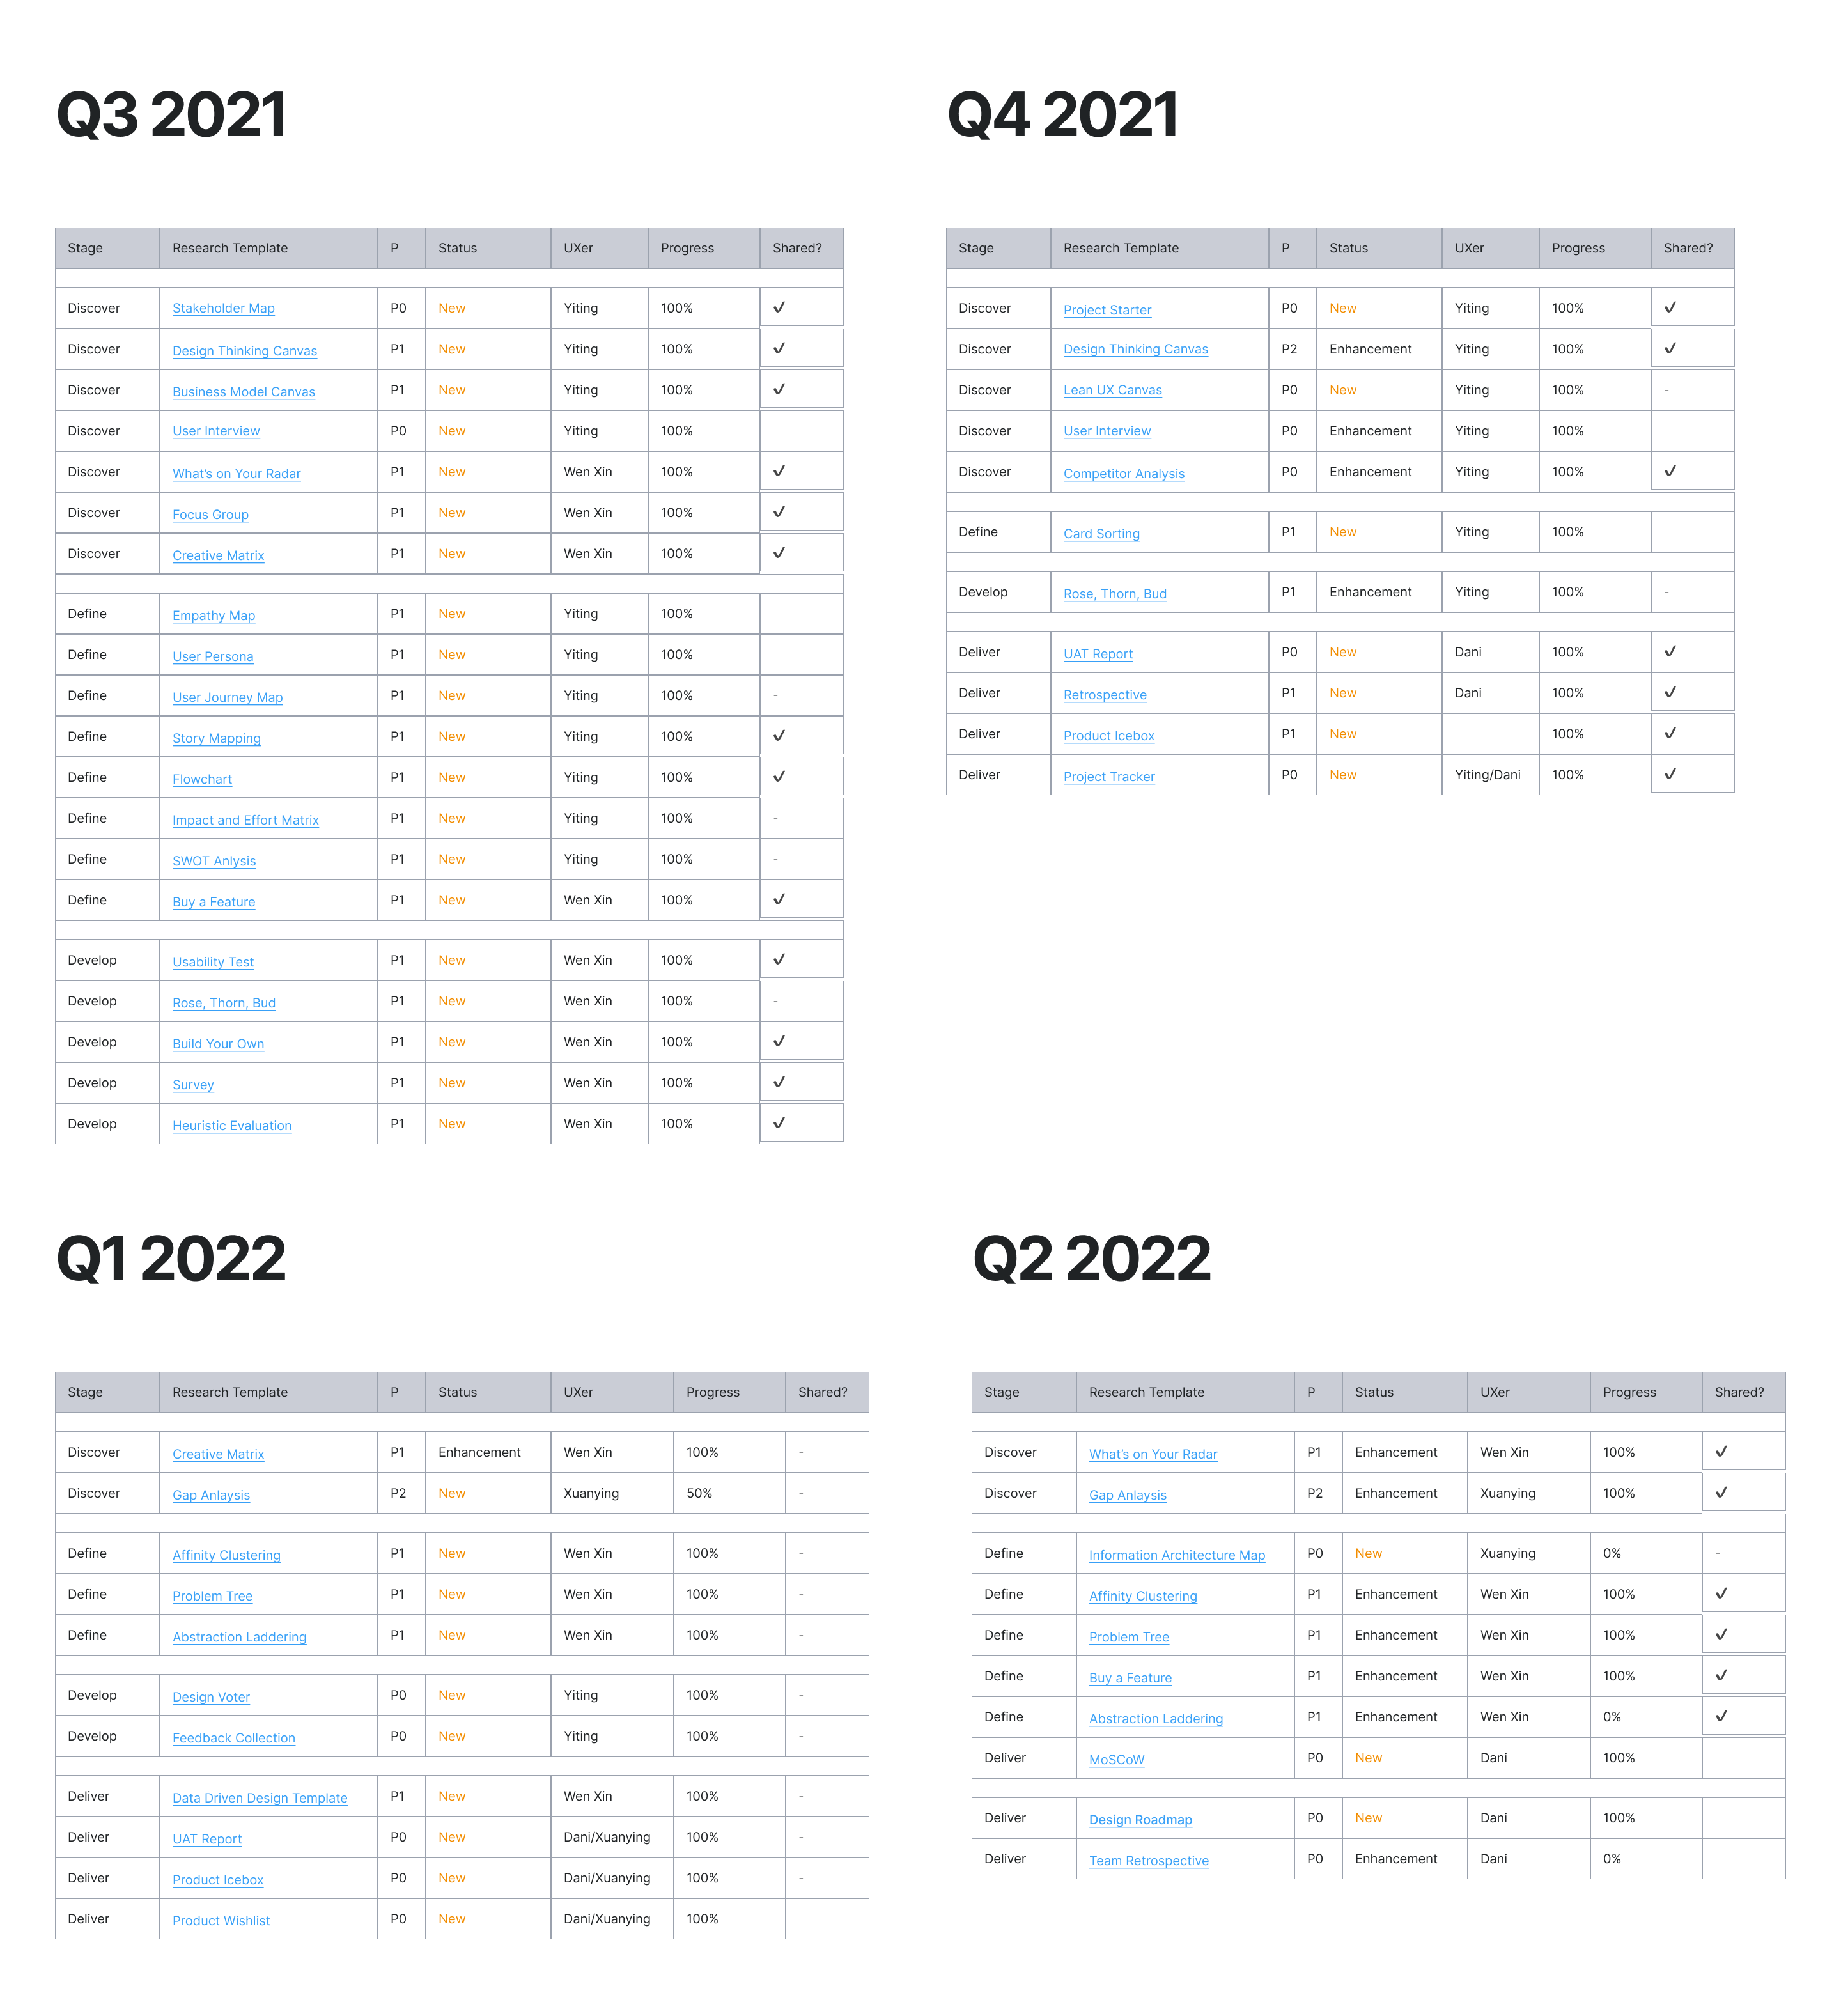 Q3 2021
Stage Research Template P Status UXer Progress Shared?
Discover Stakeholder Map P0 New Yiting 100% ✓
Discover Design Thinking Canvas P1 New Yiting 100% ✓
Discover Business Model Canvas P1 New Yiting 100% ✓
Discover User Interview P0 New Yiting 100% -
Discover What's on Your Radar P1 New Wen Xin 100% ✓
Discover Focus Group P1 New Wen Xin 100% ✓
Discover Creative Matrix P1 New Wen Xin 100% ✓
Define Empathy Map P1 New Yiting 100% -
Define User Persona P1 New Yiting 100% -
Define User Journey Map P1 New Yiting 100% -
Define Story Mapping P1 New Yiting 100% ✓
Define Flowchart P1 New Yiting 100% ✓
Define Impact and Effort Matrix P1 New Yiting 100% -
Define SWOT Anlysis P1 New Yiting 100% -
Define Buy a Feature P1 New Wen Xin 100% ✓
Develop Usability Test P1 New Wen Xin 100% ✓
Develop Rose, Thorn, Bud P1 New Wen Xin 100% -
Develop Build Your Own P1 New Wen Xin 100% ✓
Develop Survey P1 New Wen Xin 100% ✓
Develop Heuristic Evaluation P1 New Wen Xin 100% ✓
Q4 2021
Stage Research Template P Status UXer Progress Shared?
Discover Project Starter P0 New Yiting 100% ✓
Discover Design Thinking Canvas P2 Enhancement Yiting 100% ✓
Discover Lean UX Canvas P0 New Yiting 100% -
Discover User Interview P0 Enhancement Yiting 100% -
Discover Competitor Analysis P0 Enhancement Yiting 100% ✓
Define Card Sorting P1 New Yiting 100% -
Develop Rose, Thorn, Bud P1 Enhancement Yiting 100% -
Deliver UAT Report P0 New Dani 100% ✓
Deliver Retrospective P1 New Dani 100% ✓
Deliver Product Icebox P1 New 100% ✓
Deliver Project Tracker P0 New Yiting/Dani 100% ✓
Q1 2022
Stage Research Template P Status UXer Progress Shared?
Discover Creative Matrix P1 Enhancement Wen Xin 100% -
Discover Gap Anlaysis P2 New Xuanying 50% -
Define Affinity Clustering P1 New Wen Xin 100% -
Define Problem Tree P1 New Wen Xin 100% -
Define Abstraction Laddering P1 New Wen Xin 100% -
Develop Design Voter P0 New Yiting 100% -
Develop Feedback Collection P0 New Yiting 100% -
Deliver Data Driven Design Template P1 New Wen Xin 100% -
Deliver UAT Report P0 New Dani/Xuanying 100% -
Deliver Product Icebox P0 New Dani/Xuanying 100% -
Deliver Product Wishlist P0 New Dani/Xuanying 100% -
Q2 2022
Stage Research Template P Status UXer Progress Shared?
Discover What's on Your Radar P1 Enhancement Wen Xin 100% ✓
Discover Gap Anlaysis P2 Enhancement Xuanying 100% ✓
Define Information Architecture Map P0 New Xuanying 0% -
Define Affinity Clustering P1 Enhancement Wen Xin 100% ✓
Define Problem Tree P1 Enhancement Wen Xin 100% ✓
Define Buy a Feature P1 Enhancement Wen Xin 100% ✓
Define Abstraction Laddering P1 Enhancement Wen Xin 0% ✓
Deliver MoSCoW P0 New Dani 100% -
Deliver Design Roadmap P0 New Dani 100% -
Deliver Team Retrospective P0 Enhancement Dani 0% -